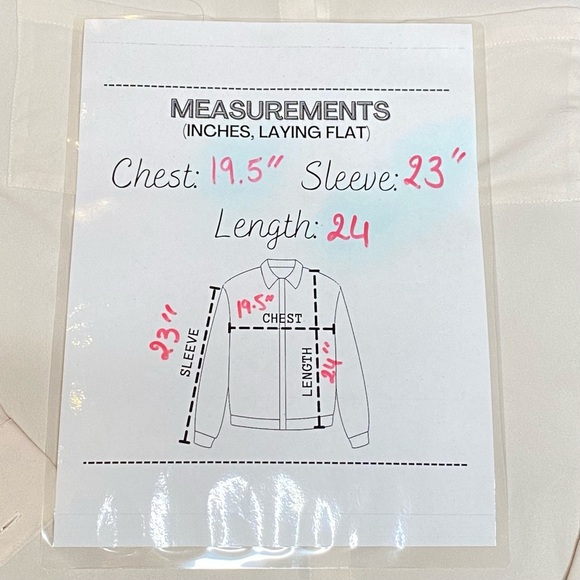 MEASUREMENTS
(INCHES, LAYING FLAT)
Chest: 19.5" Sleeve: 23"
Length: 24
19.5"
CHEST
23"
SLEEVE
LENGTH
24"